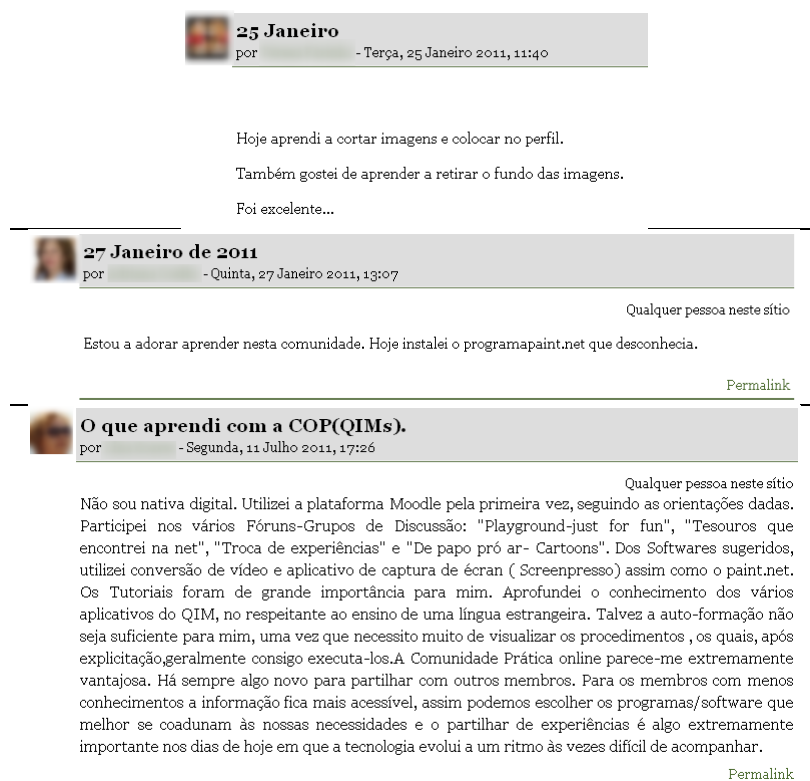 25 Janeiro
por - Terça, 25 Janeiro 2011, 11:40
Hoje aprendi a cortar imagens e colocar no perfil.
Também gostei de aprender a retirar o fundo das imagens.
Foi excelente...
27 Janeiro de 2011
por - Quinta, 27 Janeiro 2011, 13:07
Qualquer pessoa neste sítio
Estou a adorar aprender nesta comunidade. Hoje instalei o programapaint.net que desconhecia.
Permalink
O que aprendi com a COP(QIMs).
por - Segunda, 11 Julho 2011, 17:26
Qualquer pessoa neste sítio
Não sou nativa digital. Utilizei a plataforma Moodle pela primeira vez, seguindo as orientações dadas.
Participei nos vários Fóruns-Grupos de Discussão: "Playground-just for fun", "Tesouros que
encontrei na net", "Troca de experiências" e "De papo pró ar- Cartoons". Dos Softwares sugeridos,
utilizei conversão de vídeo e aplicativo de captura de écran ( Screenpresso) assim como o paint.net.
Os Tutoriais foram de grande importância para mim. Aprofundei o conhecimento dos vários
aplicativos do QIM, no respeitante ao ensino de uma língua estrangeira. Talvez a auto-formação não
seja suficiente para mim, uma vez que necessito muito de visualizar os procedimentos , os quais, após
explicitação,geralmente consigo executa-los.A Comunidade Prática online parece-me extremamente
vantajosa. Há sempre algo novo para partilhar com outros membros. Para os membros com menos
conhecimentos a informação fica mais acessível, assim podemos escolher os programas/software que
melhor se coadunam às nossas necessidades e o partilhar de experiências é algo extremamente
importante nos dias de hoje em que a tecnologia evolui a um ritmo às vezes difícil de acompanhar.
Permalink